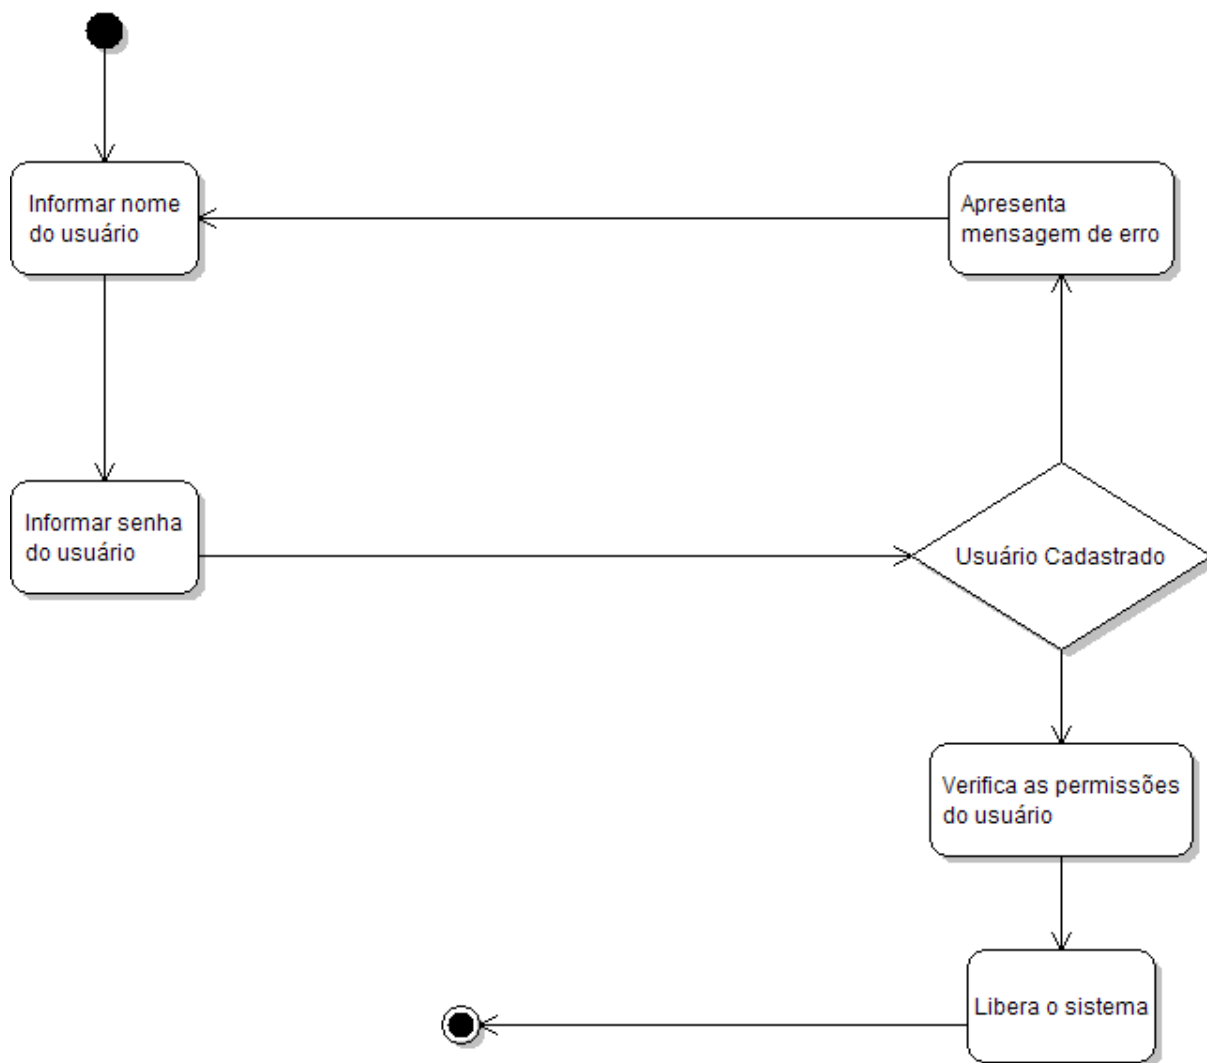 Informar nome
do usuário
Apresenta
mensagem de erro
Informar senha
do usuário
Usuário Cadastrado
Verifica as permissões
do usuário
Libera o sistema